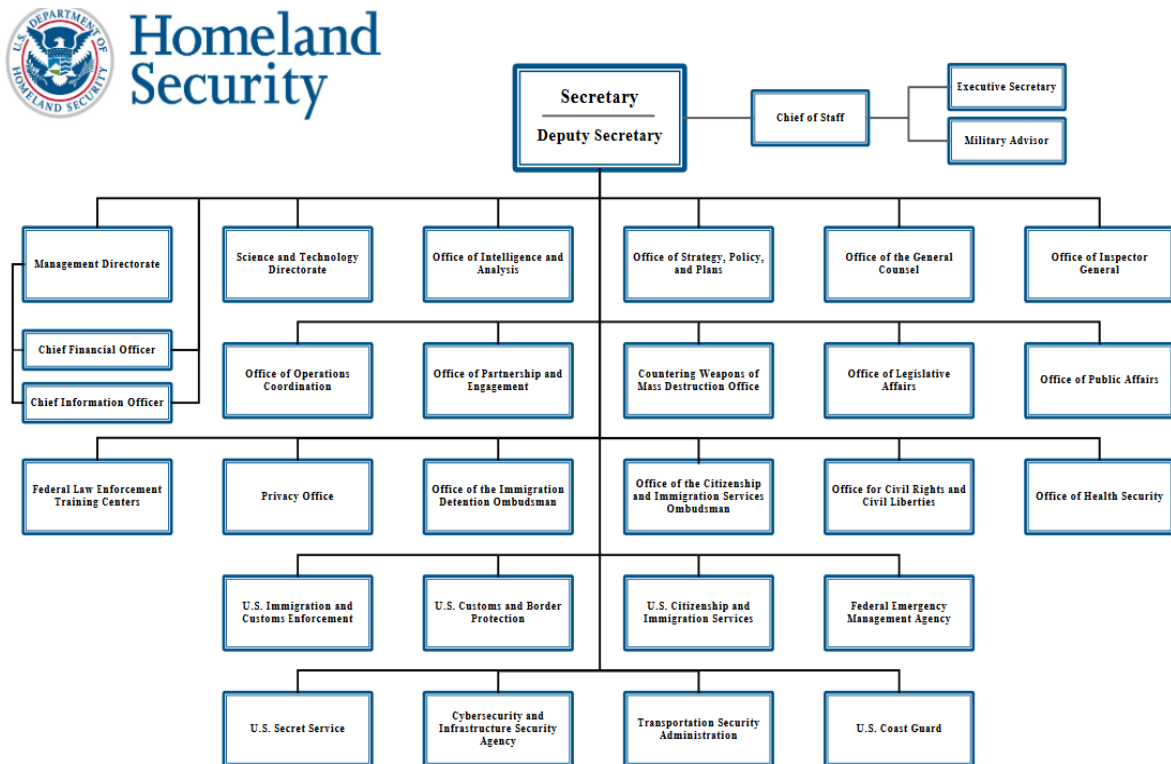 U.S. DEPARTMENT OF
HOMELAND SECURITY
Homeland
Security
Secretary
Deputy Secretary
Chief of Staff
Executive Secretary
Military Advisor
Management Directorate
Science and Technology
Directorate
Office of Intelligence and
Analysis
Office of Strategy, Policy,
and Plans
Office of the General
Counsel
Office of Inspector
General
Chief Financial Officer
Chief Information Officer
Office of Operations
Coordination
Office of Partnership and
Engagement
Countering Weapons of
Mass Destruction Office
Office of Legislative
Affairs
Office of Public Affairs
Federal Law Enforcement
Training Centers
Privacy Office
Office of the Immigration
Detention Ombudsman
Office of the Citizenship
and Immigration Services
Ombudsman
Office for Civil Rights and
Civil Liberties
Office of Health Security
U.S. Immigration and
Customs Enforcement
U.S. Customs and Border
Protection
U.S. Citizenship and
Immigration Services
Federal Emergency
Management Agency
U.S. Secret Service
Cybersecurity and
Infrastructure Security
Agency
Transportation Security
Administration
U.S. Coast Guard